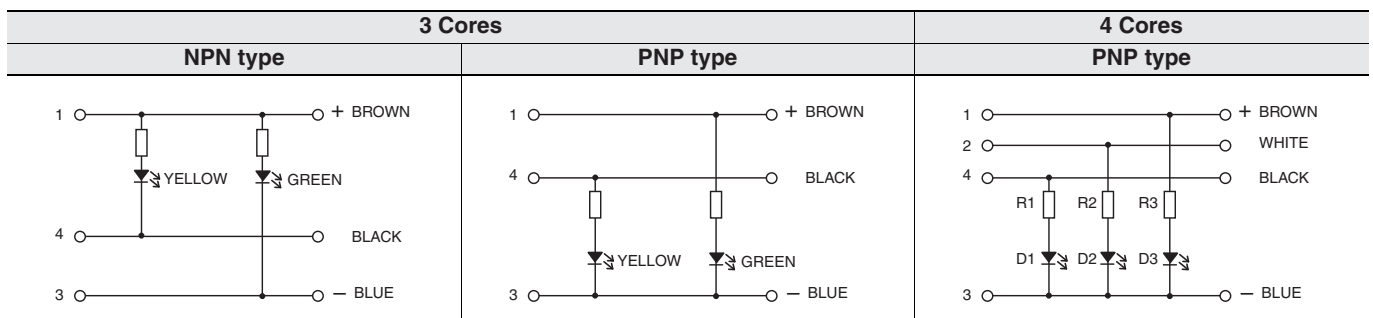 3 Cores 4 Cores
NPN type PNP type PNP type
1 + BROWN
YELLOW GREEN
4 BLACK
3 − BLUE
1 + BROWN
4 BLACK
YELLOW GREEN
3 − BLUE
1 + BROWN
2 WHITE
4 BLACK
R1 R2 R3
D1 D2 D3
3 − BLUE